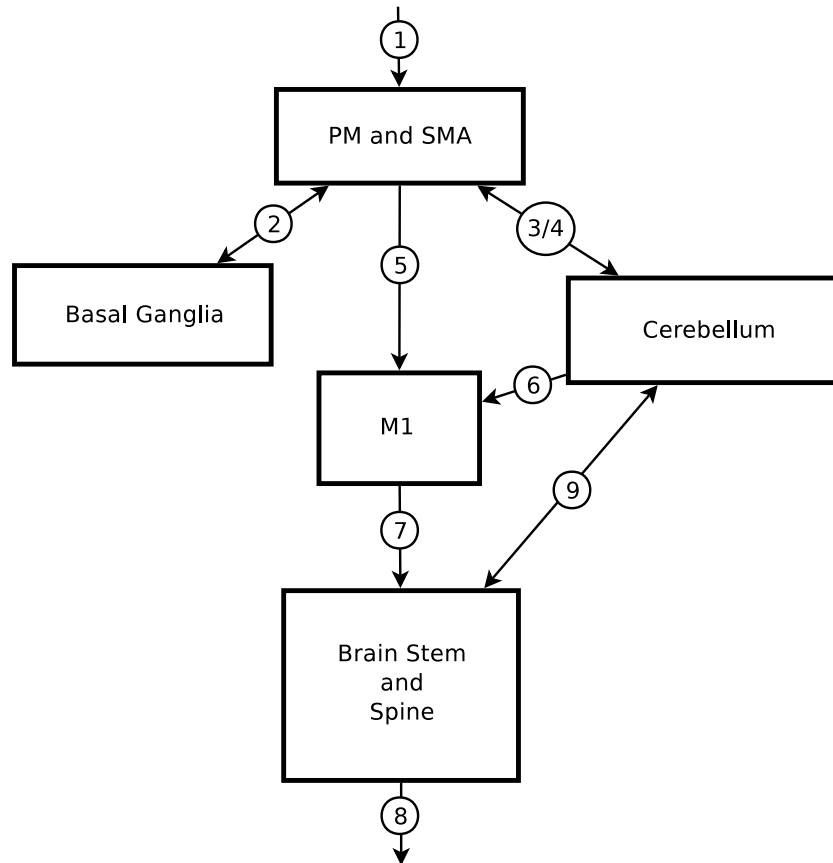 1
PM and SMA
2
3/4
5
Basal Ganglia
Cerebellum
6
M1
9
7
Brain Stem
and
Spine
8